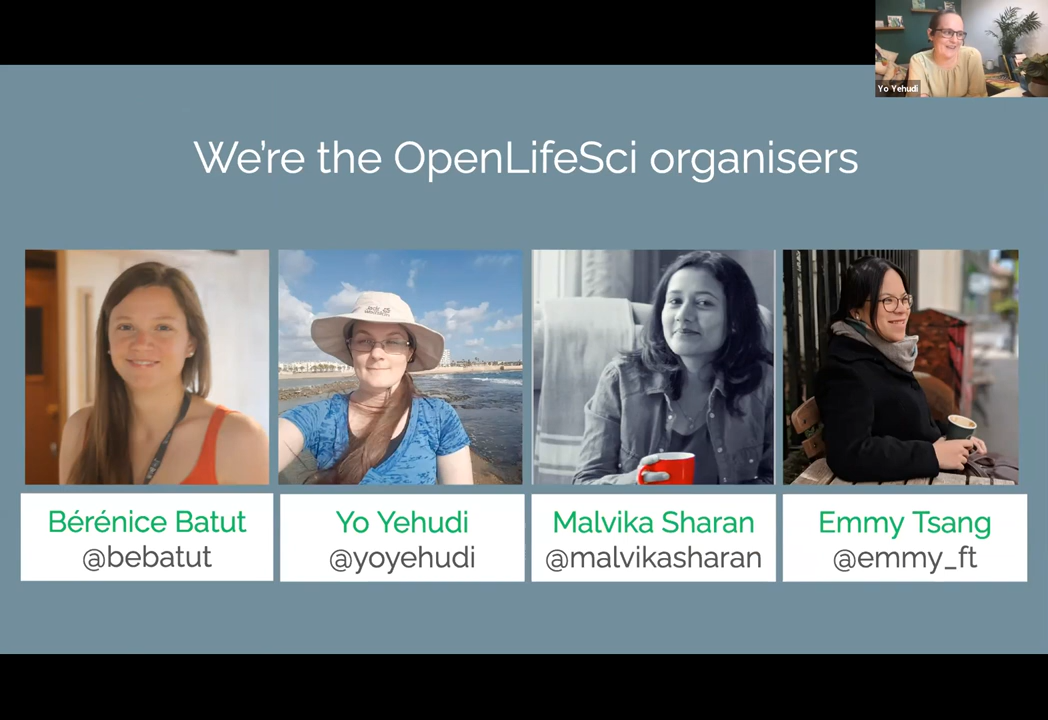 Yo Yehudi
We're the OpenLifeSci organisers
Bérénice Batut
@bebatut
Yo Yehudi
@yoyehudi
Malvika Sharan
@malvikasharan
Emmy Tsang
@emmy_ft